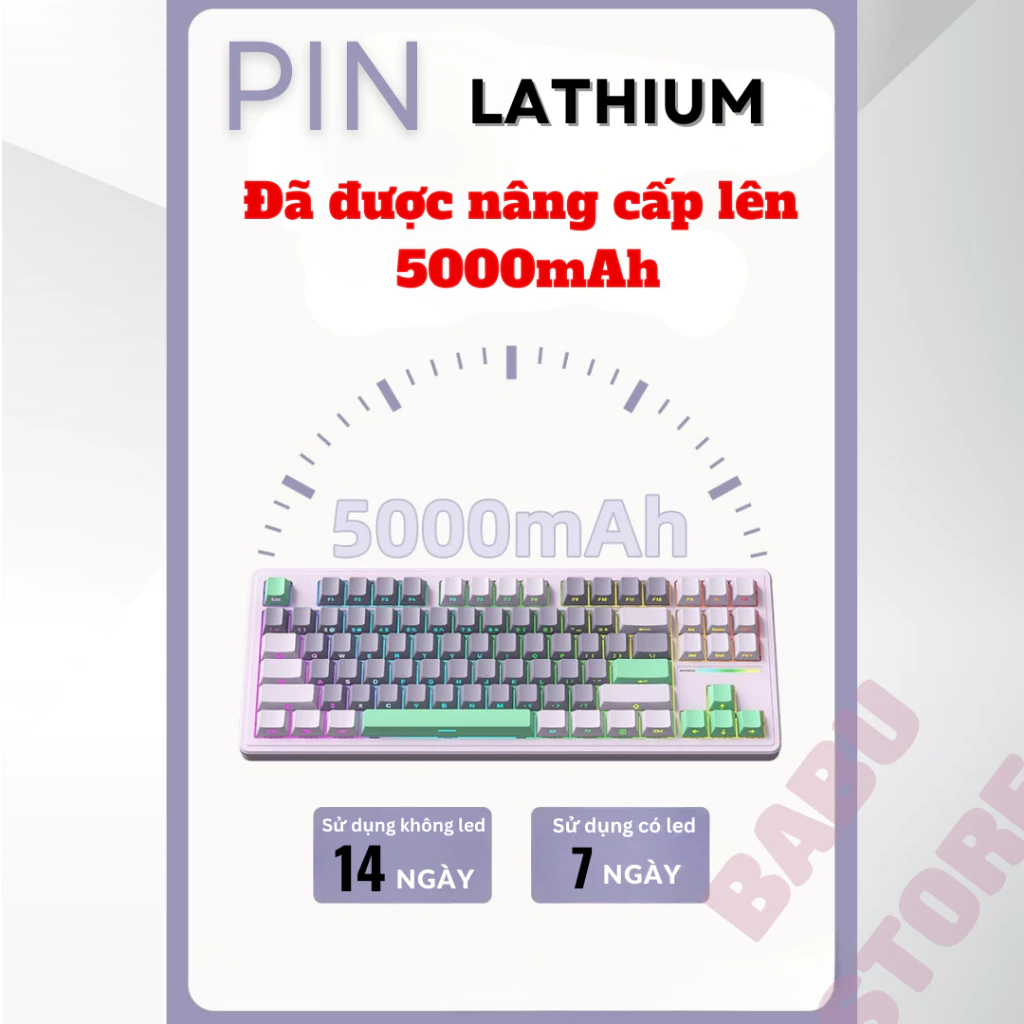 PIN LATHIUM
Đã được nâng cấp lên
5000mAh
5000mAh
Sử dụng không led
14 NGÀY
Sử dụng có led
7 NGÀY
BABU
STORE